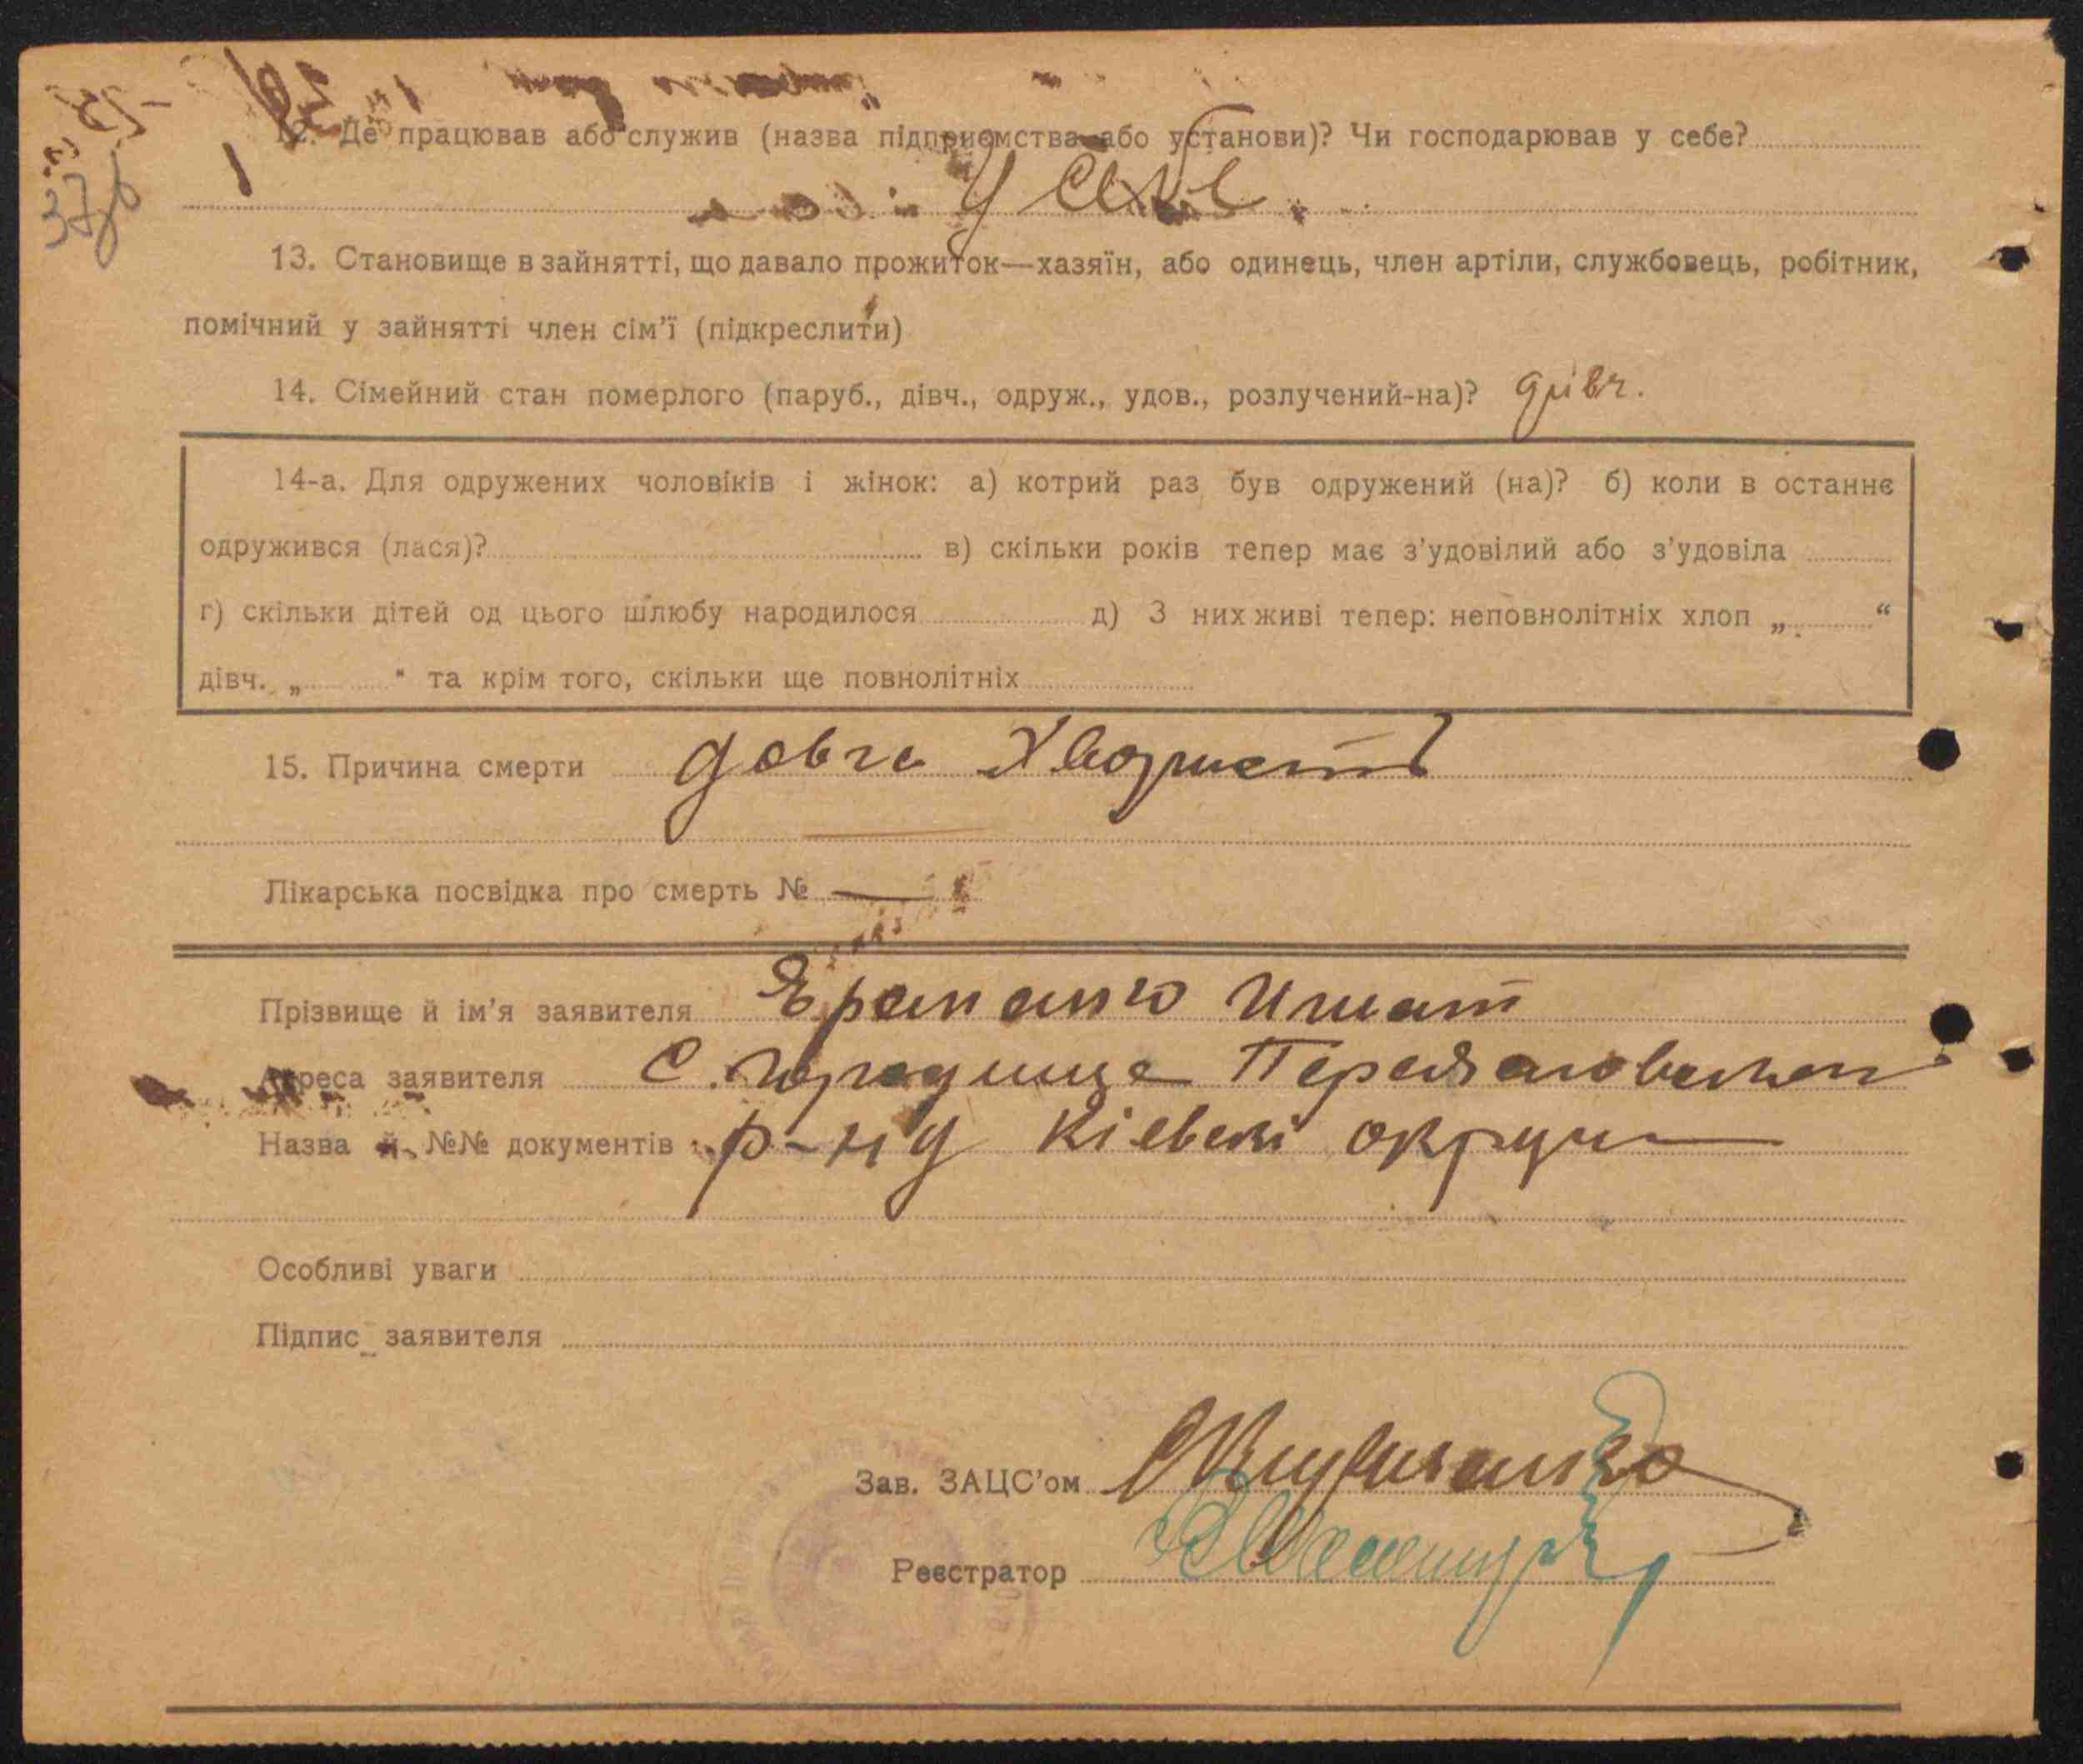 12. Де працював або служив (назва підприємства або установи)? Чи господарював у себе?
у себе
13. Становище в зайнятті, що давало прожиток—хазяїн, або одинець, член артіли, службовець, робітник,
помічний у зайнятті член сім'ї (підкреслити)
14. Сімейний стан померлого (паруб., дівч., одруж., удов., розлучений-на)? дівч.
14-а. Для одружених чоловіків і жінок: а) котрий раз був одружений (на)? б) коли в останнє
одружився (лася)? в) скільки років тепер має з'удовілий або з'удовіла
г) скільки дітей од цього шлюбу народилося д) З них живі тепер: неповнолітніх хлоп „ “
дівч. „ “ та крім того, скільки ще повнолітніх
15. Причина смерти довга
Лікарська посвідка про смерть № —
Прізвище й ім'я заявителя
Адреса заявителя С.
Назва й №№ документів р-ну округи
Особливі уваги
Підпис заявителя
Зав. ЗАЦС'ом
Реєстратор